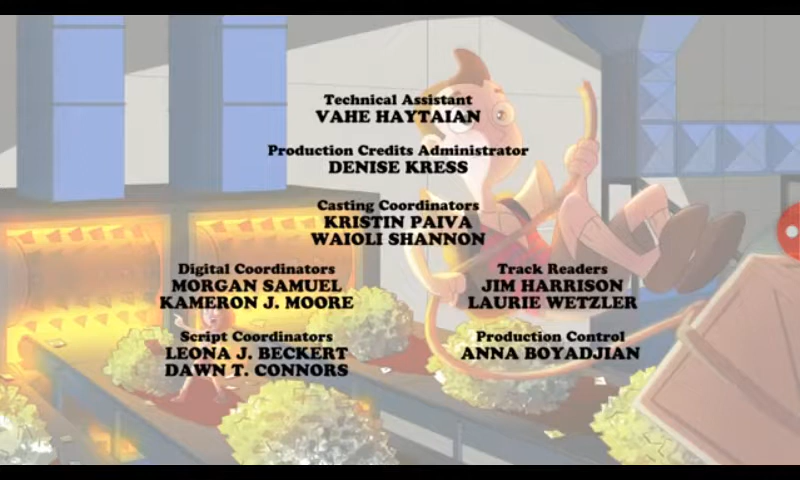 Technical Assistant
VAHE HAYTAIAN
Production Credits Administrator
DENISE KRESS
Casting Coordinators
KRISTIN PAIVA
WAIOLI SHANNON
Digital Coordinators
MORGAN SAMUEL
KAMERON J. MOORE
Track Readers
JIM HARRISON
LAURIE WETZLER
Script Coordinators
LEONA J. BECKERT
DAWN T. CONNORS
Production Control
ANNA BOYADJIAN